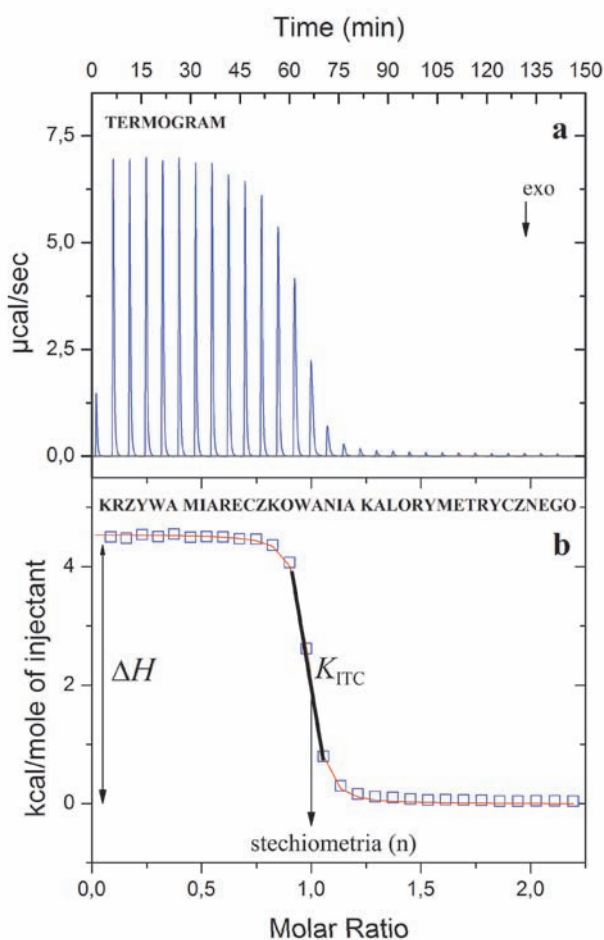 Time (min)
0 15 30 45 60 75 90 105 120 135 150
TERMOGRAM
a
7,5
exo
5,0
µcal/sec
2,5
0,0
KRZYWA MIARECZKOWANIA KALORYMETRYCZNEGO
b
4
ΔH
K_ITC
kcal/mole of injectant
2
0
stechiometria (n)
0,0 0,5 1,0 1,5 2,0
Molar Ratio